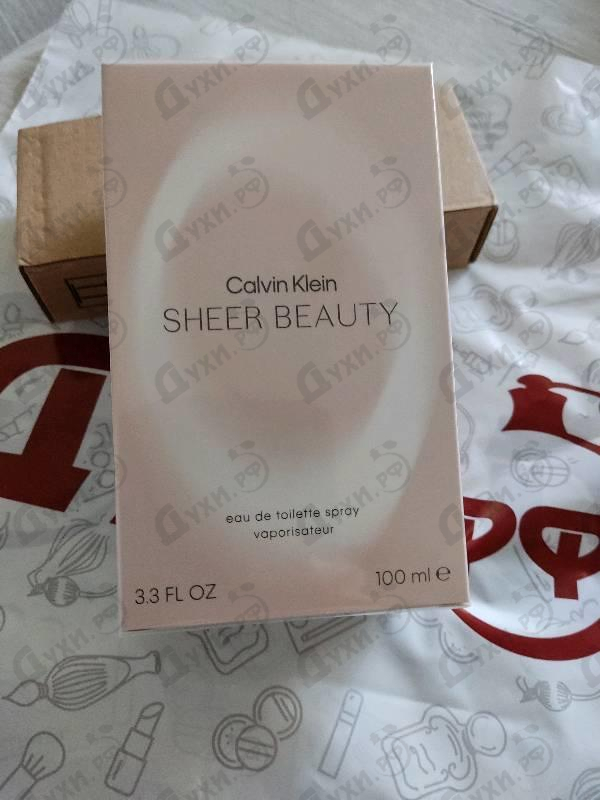 Calvin Klein
SHEER BEAUTY
eau de toilette spray
vaporisateur
3.3 FL OZ
100 ml ℮
Духи.рф